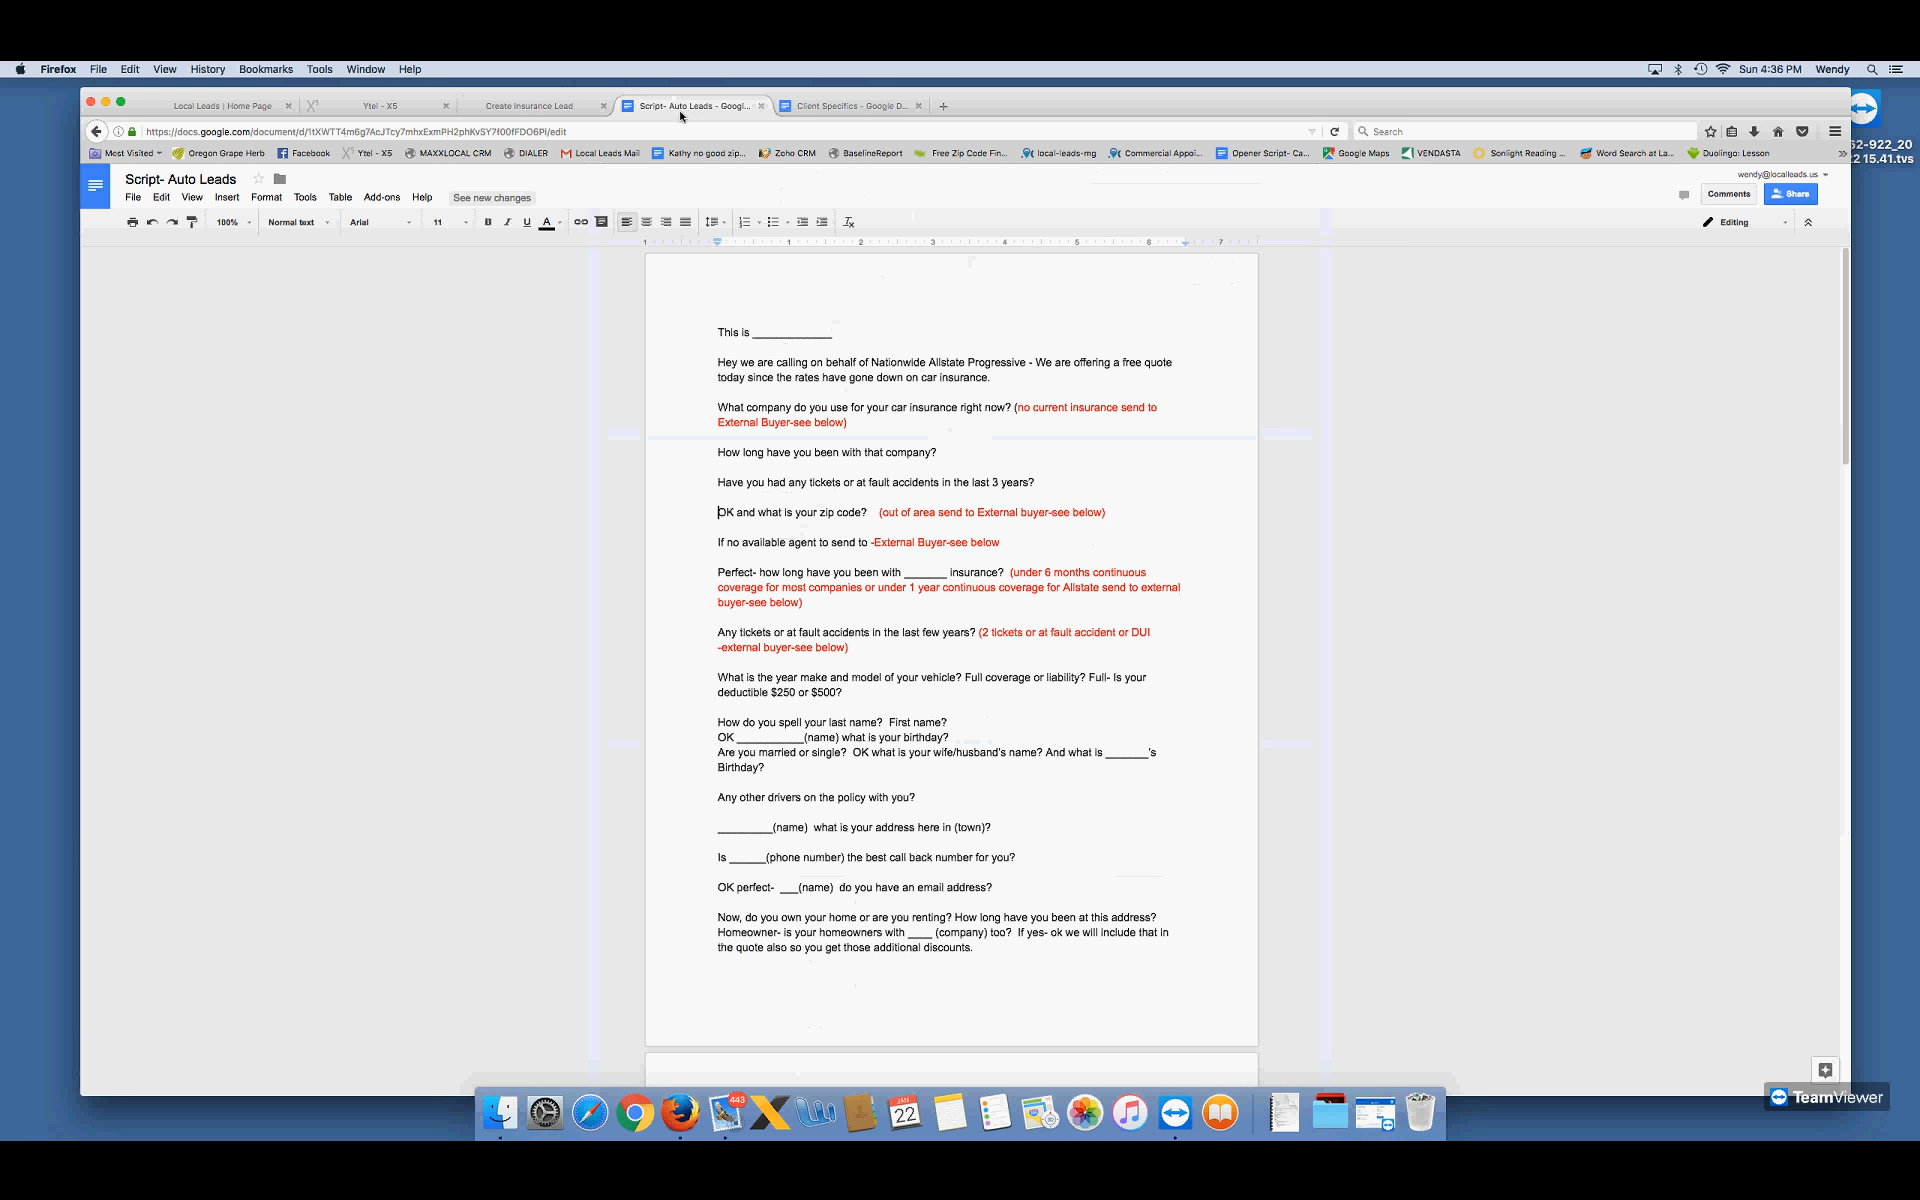 Firefox File Edit View History Bookmarks Tools Window Help
Sun 4:36 PM Wendy
Local Leads | Home Page
Ytel - X5
Create Insurance Lead
Script- Auto Leads - Googl...
Client Specifics - Google D...
https://docs.google.com/document/d/1tXWTT4m6g7AcJTcy7mhxExmPH2phKvSY7f00fFDO6PI/edit
Search
Most Visited
Oregon Grape Herb
Facebook
Ytel - X5
MAXXLOCAL CRM
DIALER
Local Leads Mail
Kathy no good zip...
Zoho CRM
BaselineReport
Free Zip Code Fin...
local-leads-mg
Commercial Appoi...
Opener Script- Ca...
Google Maps
VENDASTA
Sonlight Reading ...
Word Search at La...
Duolingo: Lesson
62-922_20
2 15.41.tvs
Script- Auto Leads
wendy@localleads.us
File Edit View Insert Format Tools Table Add-ons Help See new changes
Comments
Share
100% Normal text Arial 11
Editing
1 1 2 3 4 5 6 7
This is _____________
Hey we are calling on behalf of Nationwide Allstate Progressive - We are offering a free quote
today since the rates have gone down on car insurance.
What company do you use for your car insurance right now? (no current insurance send to
External Buyer-see below)
How long have you been with that company?
Have you had any tickets or at fault accidents in the last 3 years?
OK and what is your zip code? (out of area send to External buyer-see below)
If no available agent to send to -External Buyer-see below
Perfect- how long have you been with _______ insurance? (under 6 months continuous
coverage for most companies or under 1 year continuous coverage for Allstate send to external
buyer-see below)
Any tickets or at fault accidents in the last few years? (2 tickets or at fault accident or DUI
-external buyer-see below)
What is the year make and model of your vehicle? Full coverage or liability? Full- Is your
deductible $250 or $500?
How do you spell your last name? First name?
OK ___________(name) what is your birthday?
Are you married or single? OK what is your wife/husband's name? And what is _______'s
Birthday?
Any other drivers on the policy with you?
_________(name) what is your address here in (town)?
Is ______(phone number) the best call back number for you?
OK perfect- ___(name) do you have an email address?
Now, do you own your home or are you renting? How long have you been at this address?
Homeowner- is your homeowners with ____ (company) too? If yes- ok we will include that in
the quote also so you get those additional discounts.
443
JAN
22
TeamViewer